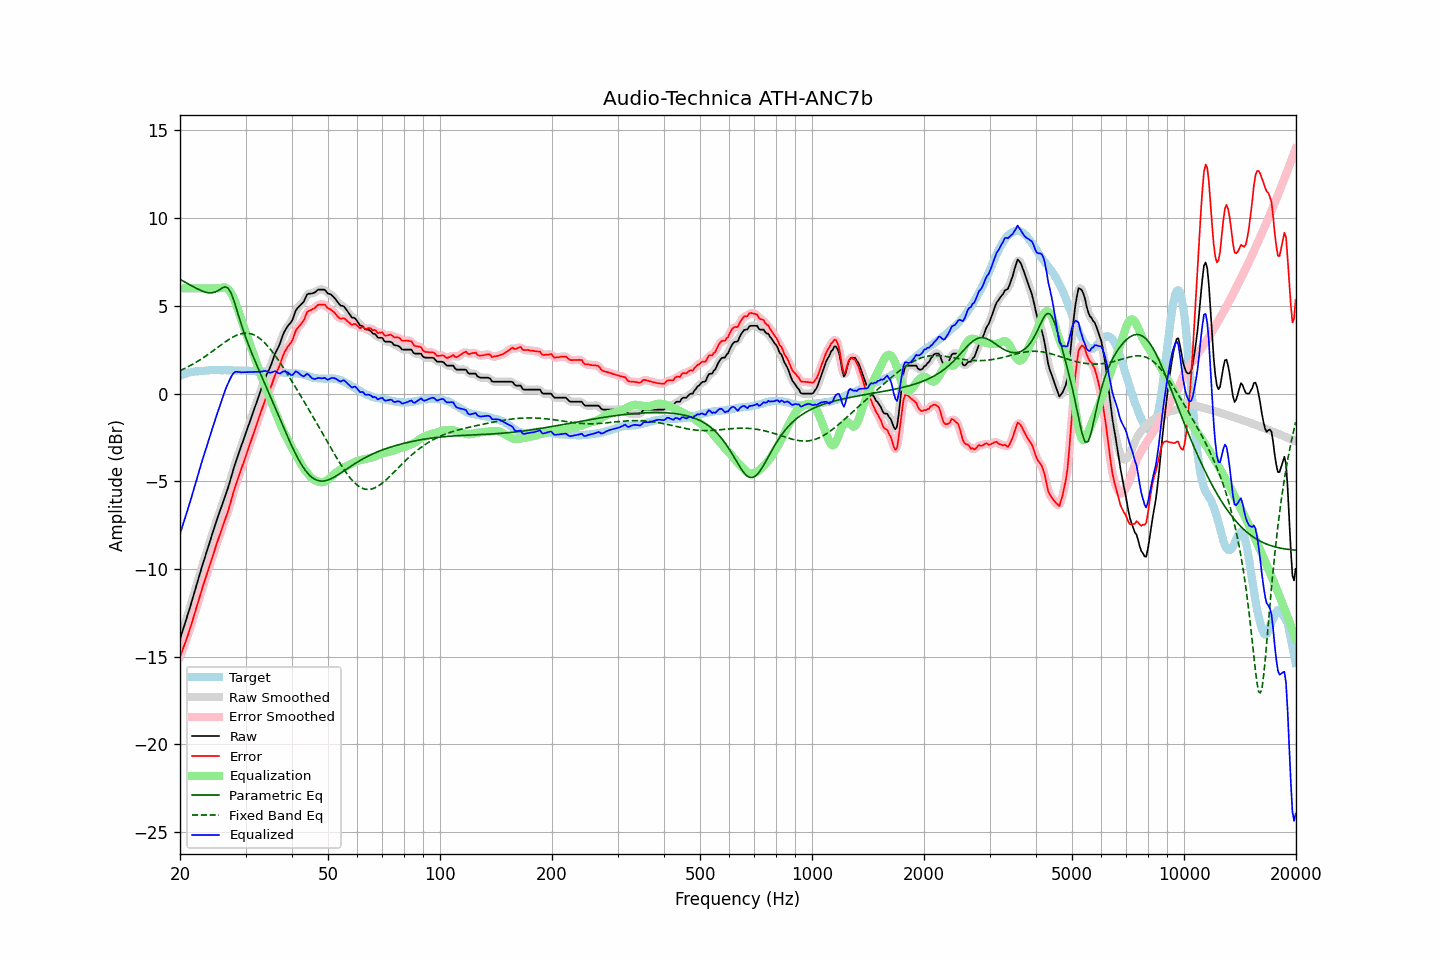 Audio-Technica ATH-ANC7b
Amplitude (dBr)
15
10
5
0
−5
−10
−15
−20
−25
Target
Raw Smoothed
Error Smoothed
Raw
Error
Equalization
Parametric Eq
Fixed Band Eq
Equalized
20 50 100 200 500 1000 2000 5000 10000 20000
Frequency (Hz)